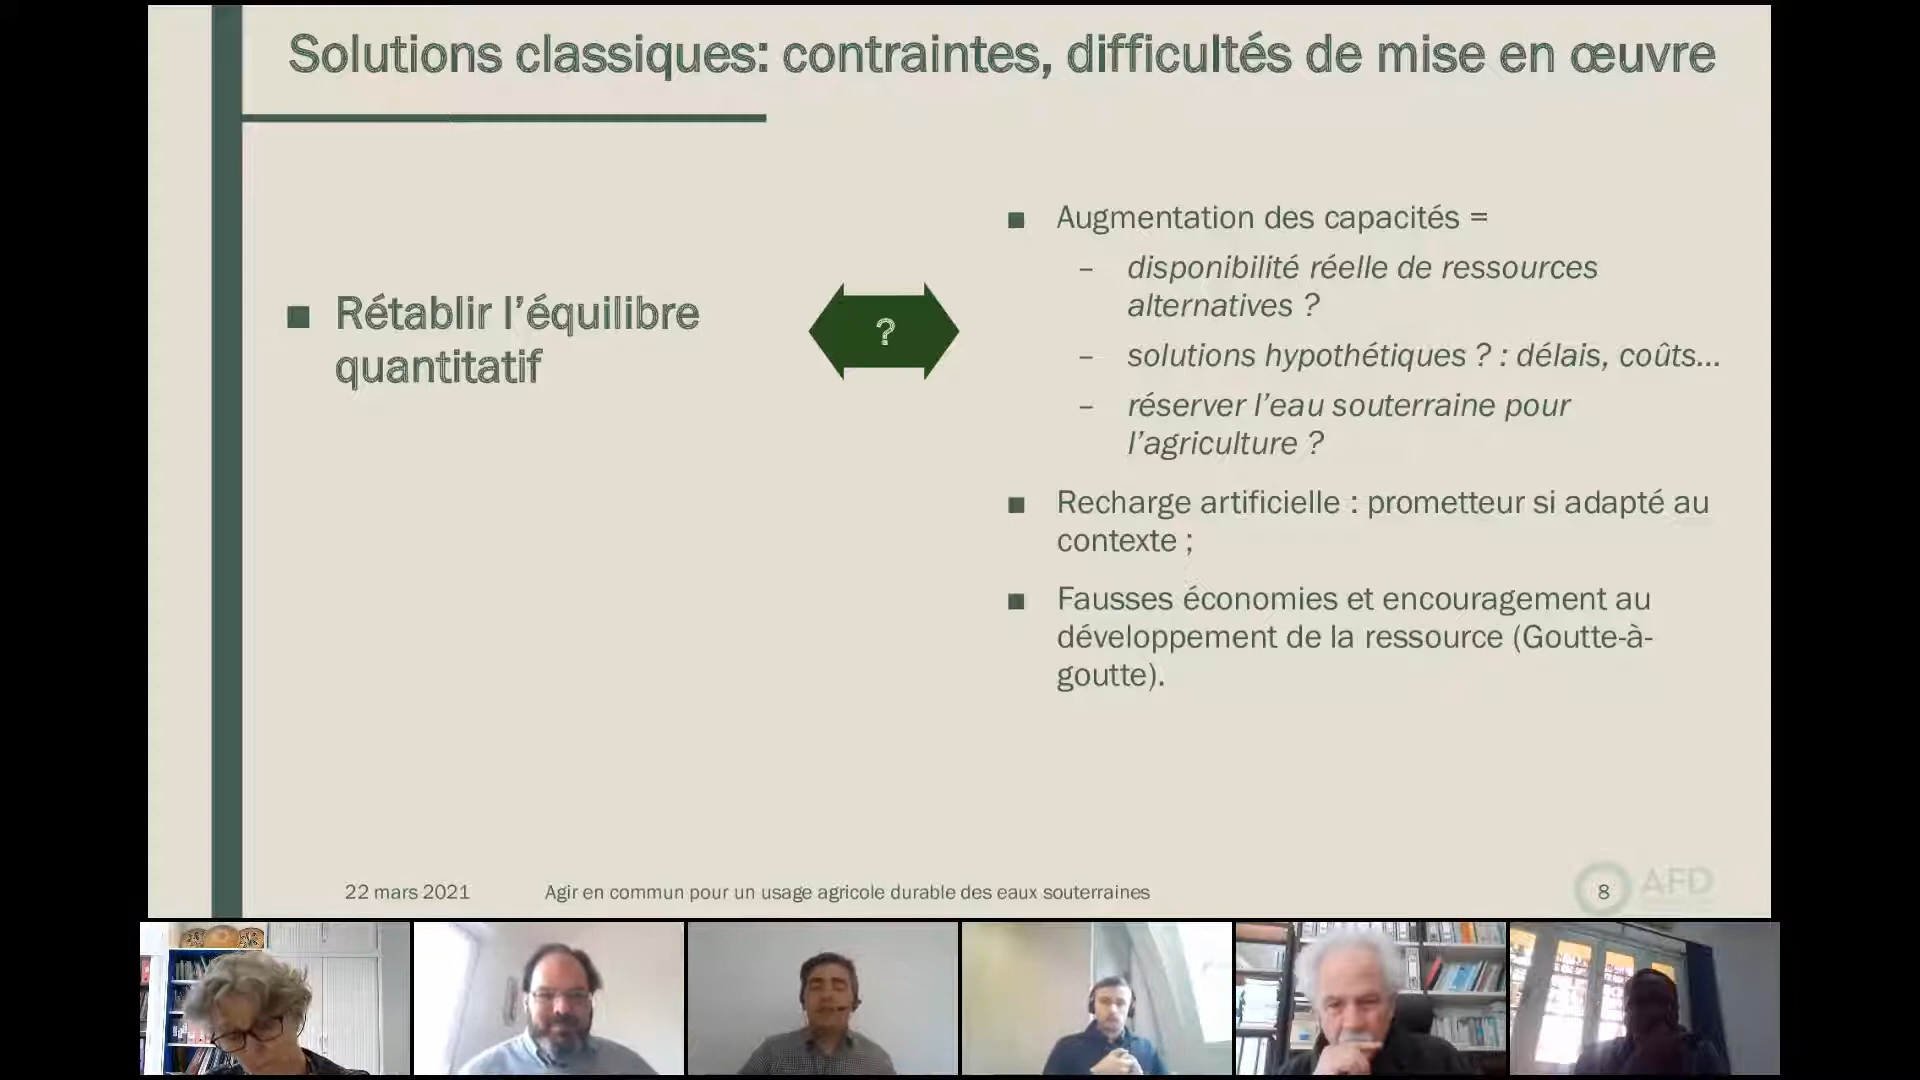 Solutions classiques: contraintes, difficultés de mise en œuvre
■ Rétablir l’équilibre
quantitatif
?
■ Augmentation des capacités =
– disponibilité réelle de ressources
alternatives ?
– solutions hypothétiques ? : délais, coûts...
– réserver l’eau souterraine pour
l’agriculture ?
■ Recharge artificielle : prometteur si adapté au
contexte ;
■ Fausses économies et encouragement au
développement de la ressource (Goutte-à-
goutte).
22 mars 2021
Agir en commun pour un usage agricole durable des eaux souterraines
8
AFD